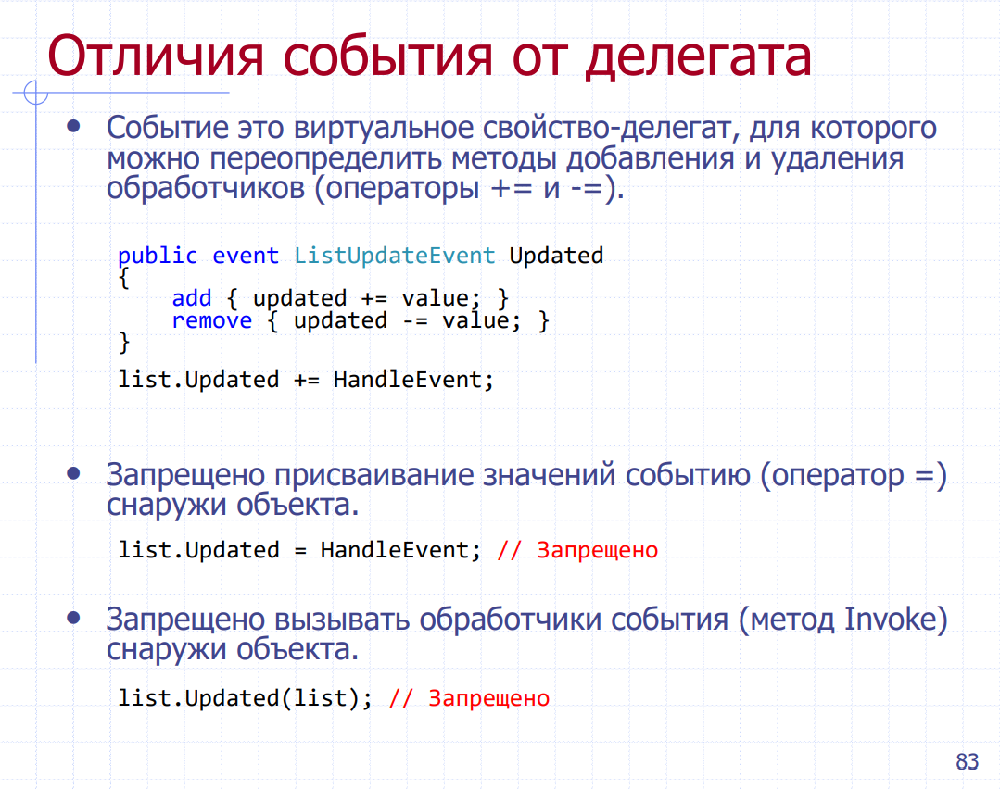 Отличия события от делегата
• Событие это виртуальное свойство-делегат, для которого
можно переопределить методы добавления и удаления
обработчиков (операторы += и -=).
public event ListUpdateEvent Updated
{
    add { updated += value; }
    remove { updated -= value; }
}
list.Updated += HandleEvent;
• Запрещено присваивание значений событию (оператор =)
снаружи объекта.
list.Updated = HandleEvent; // Запрещено
• Запрещено вызывать обработчики события (метод Invoke)
снаружи объекта.
list.Updated(list); // Запрещено
83